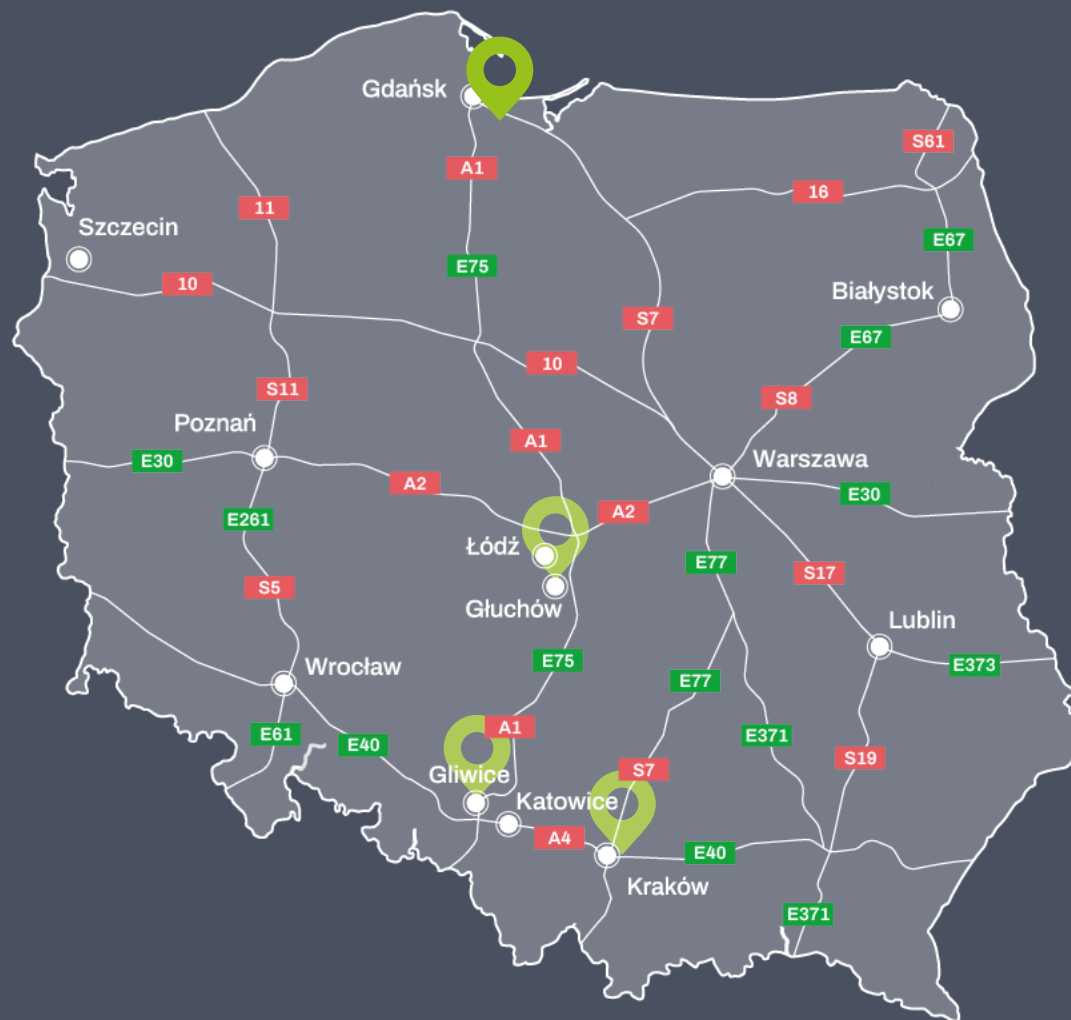 Gdańsk
S61
A1
16
11
Szczecin
E67
E75
10
Białystok
S7
E67
10
S11
S8
Poznań
A1
Warszawa
E30
A2
E30
A2
E261
Łódź
E77
S17
S5
Głuchów
Lublin
E75
E373
Wrocław
E77
A1
E61
E371
E40
S19
S7
Gliwice
Katowice
A4
E40
Kraków
E371